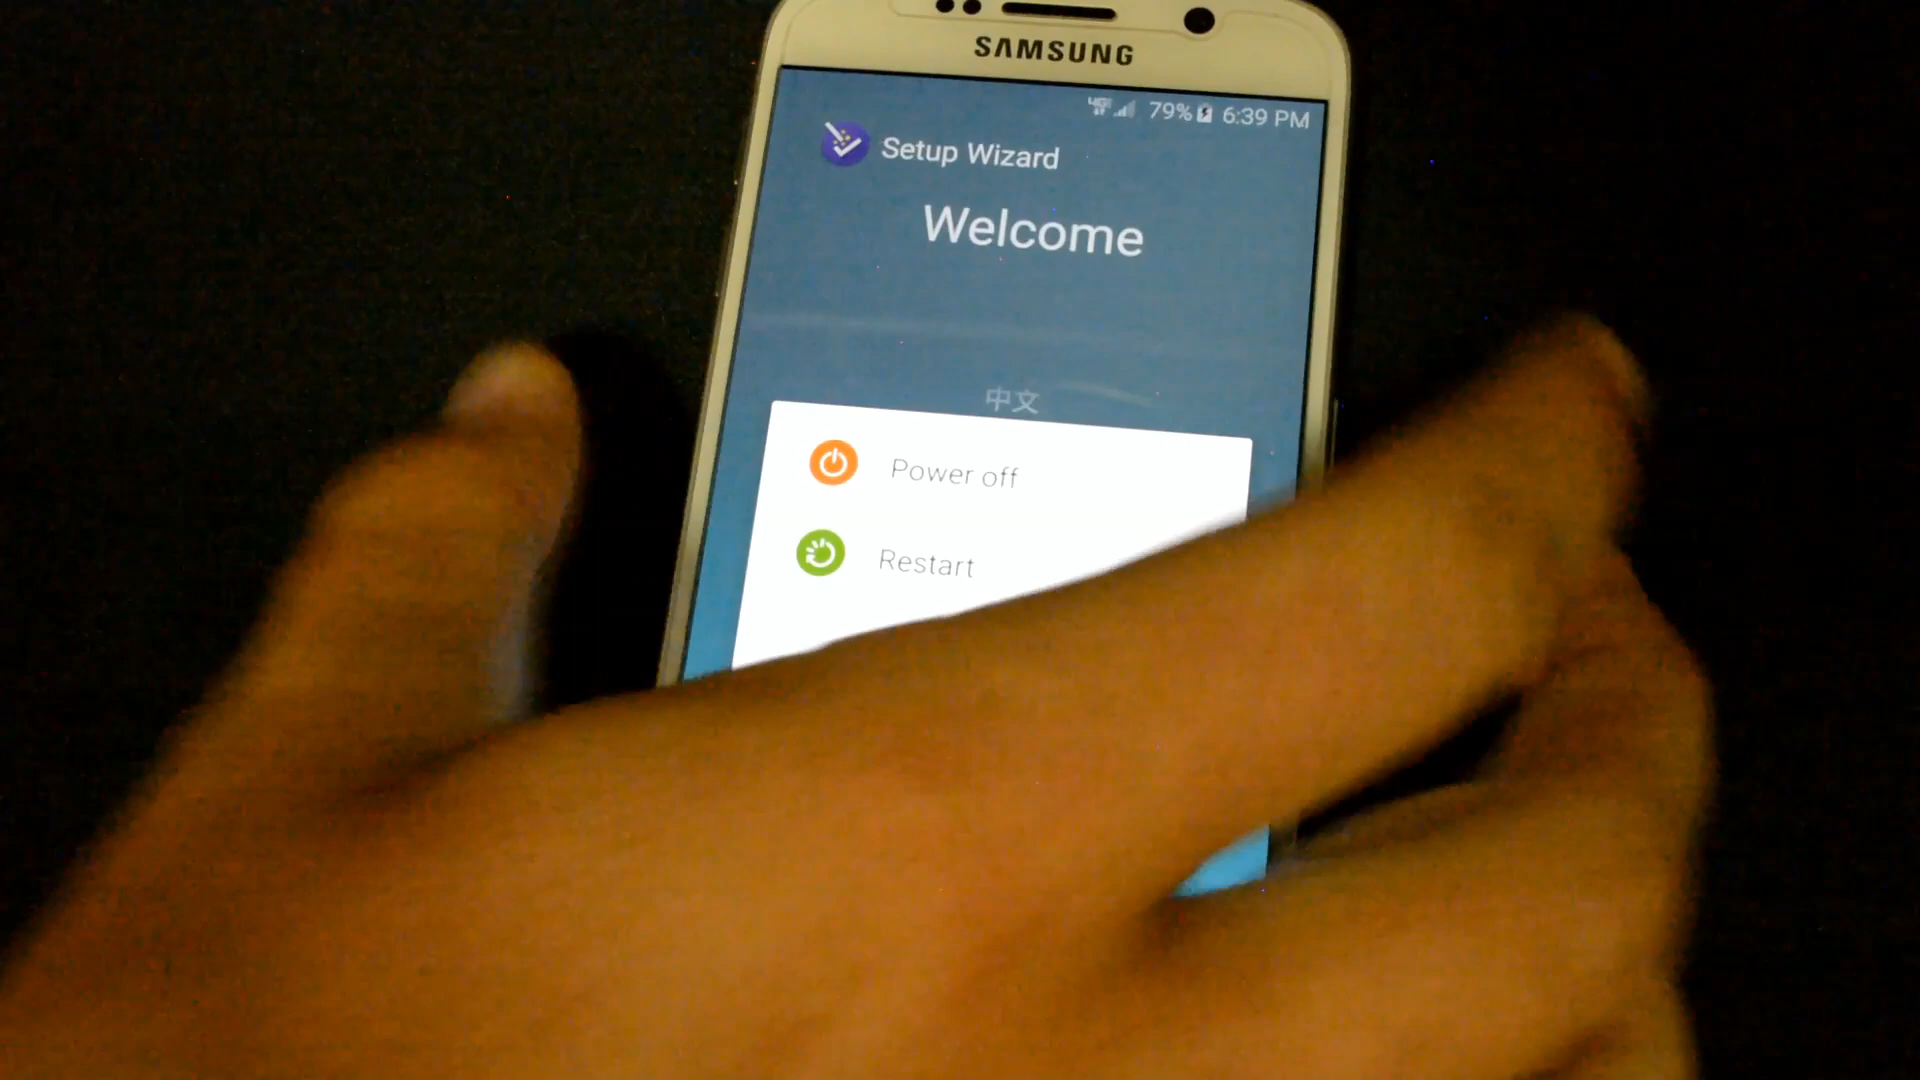 SAMSUNG
79% 6:39 PM
Setup Wizard
Welcome
中文
Power off
Restart